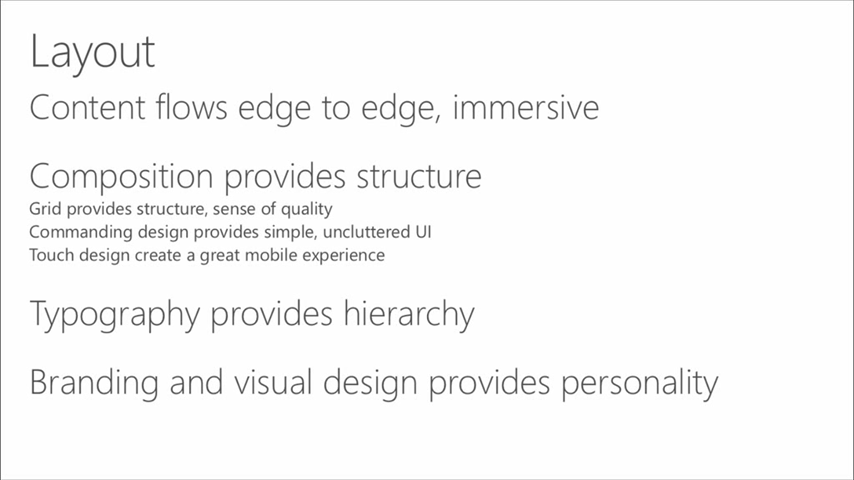 Layout
Content flows edge to edge, immersive
Composition provides structure
Grid provides structure, sense of quality
Commanding design provides simple, uncluttered UI
Touch design create a great mobile experience
Typography provides hierarchy
Branding and visual design provides personality